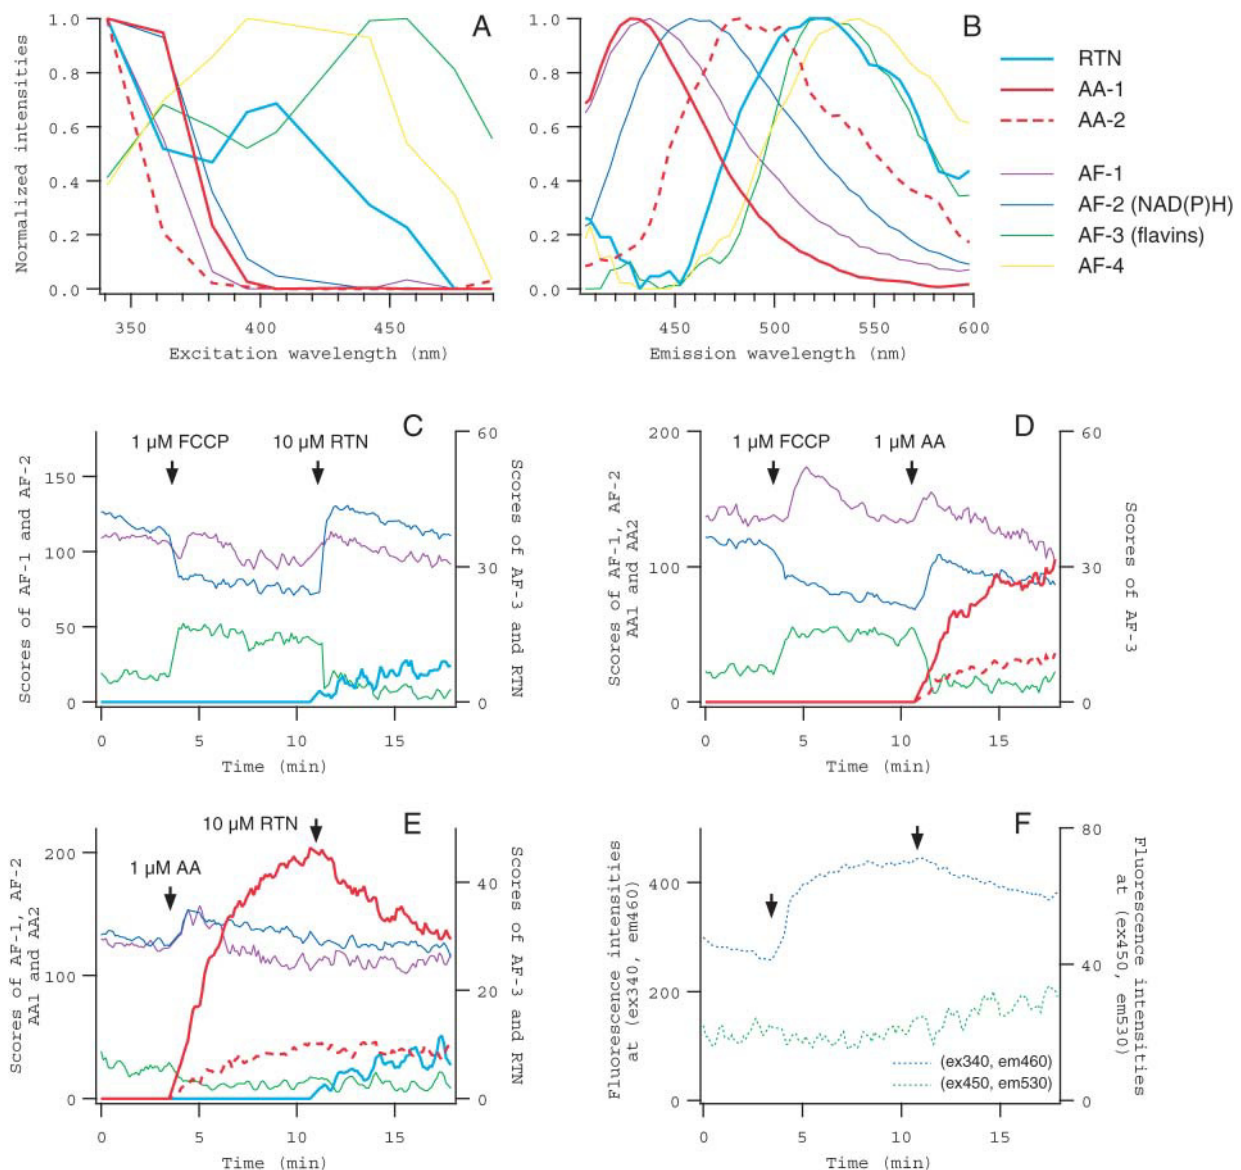 A
B
1.0
0.8
0.6
0.4
0.2
0.0
Normalized intensities
350
400
450
Excitation wavelength (nm)
1.0
0.8
0.6
0.4
0.2
0.0
450
500
550
600
Emission wavelength (nm)
RTN
AA-1
AA-2
AF-1
AF-2 (NAD(P)H)
AF-3 (flavins)
AF-4
C
1 µM FCCP
10 µM RTN
150
100
50
0
Scores of AF-1 and AF-2
60
30
0
Scores of AF-3 and RTN
0
5
10
15
Time (min)
D
1 µM FCCP
1 µM AA
200
100
0
Scores of AF-1, AF-2
AA1 and AA2
60
30
0
Scores of AF-3
0
5
10
15
Time (min)
E
10 µM RTN
1 µM AA
200
100
0
Scores of AF-1, AF-2
AA1 and AA2
40
20
0
Scores of AF-3 and RTN
0
5
10
15
Time (min)
F
400
200
0
Fluorescence intensities
at (ex340, em460)
80
40
0
Fluorescence intensities
at (ex450, em530)
(ex340, em460)
(ex450, em530)
0
5
10
15
Time (min)